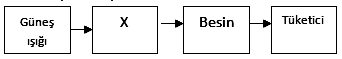 Güneş
ışığı
X
Besin
Tüketici